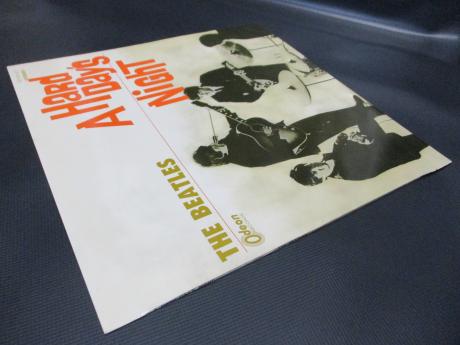 A Hard
Day's
Night
THE BEATLES
Odeon